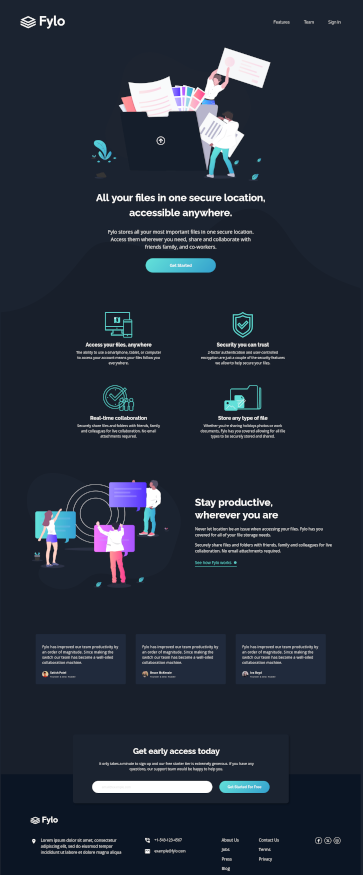 Fylo
Features Team Sign In
All your files in one secure location,
accessible anywhere.
Fylo stores all your most important files in one secure location.
Access them wherever you need, share and collaborate with
friends family, and co-workers.
Get Started
Access your files, anywhere
The ability to use a smartphone, tablet, or computer
to access your account means your files follow you
everywhere.
Security you can trust
2-factor authentication and user-controlled
encryption are just a couple of the security features
we allow to help secure your files.
Real-time collaboration
Securely share files and folders with friends, family
and colleagues for live collaboration. No email
attachments required.
Store any type of file
Whether you're sharing holidays photos or work
documents, Fylo has you covered allowing for all file
types to be securely stored and shared.
Stay productive,
wherever you are
Never let location be an issue when accessing your files. Fylo has you
covered for all of your file storage needs.
Securely share files and folders with friends, family and colleagues for live
collaboration. No email attachments required.
See how Fylo works
Fylo has improved our team productivity by
an order of magnitude. Since making the
switch our team has become a well-oiled
collaboration machine.
Satish Patel
Fylo has improved our team productivity by
an order of magnitude. Since making the
switch our team has become a well-oiled
collaboration machine.
Bruce McKenzie
Fylo has improved our team productivity by
an order of magnitude. Since making the
switch our team has become a well-oiled
collaboration machine.
Iva Boyd
Get early access today
It only takes a minute to sign up and our free starter tier is extremely generous. If you have any
questions, our support team would be happy to help you.
Get Started For Free
Fylo
Lorem ipsum dolor sit amet, consectetur
adipiscing elit, sed do eiusmod tempor
incididunt ut labore et dolore magna aliqua
+1-543-123-4567
example@fylo.com
About Us
Jobs
Press
Blog
Contact Us
Terms
Privacy